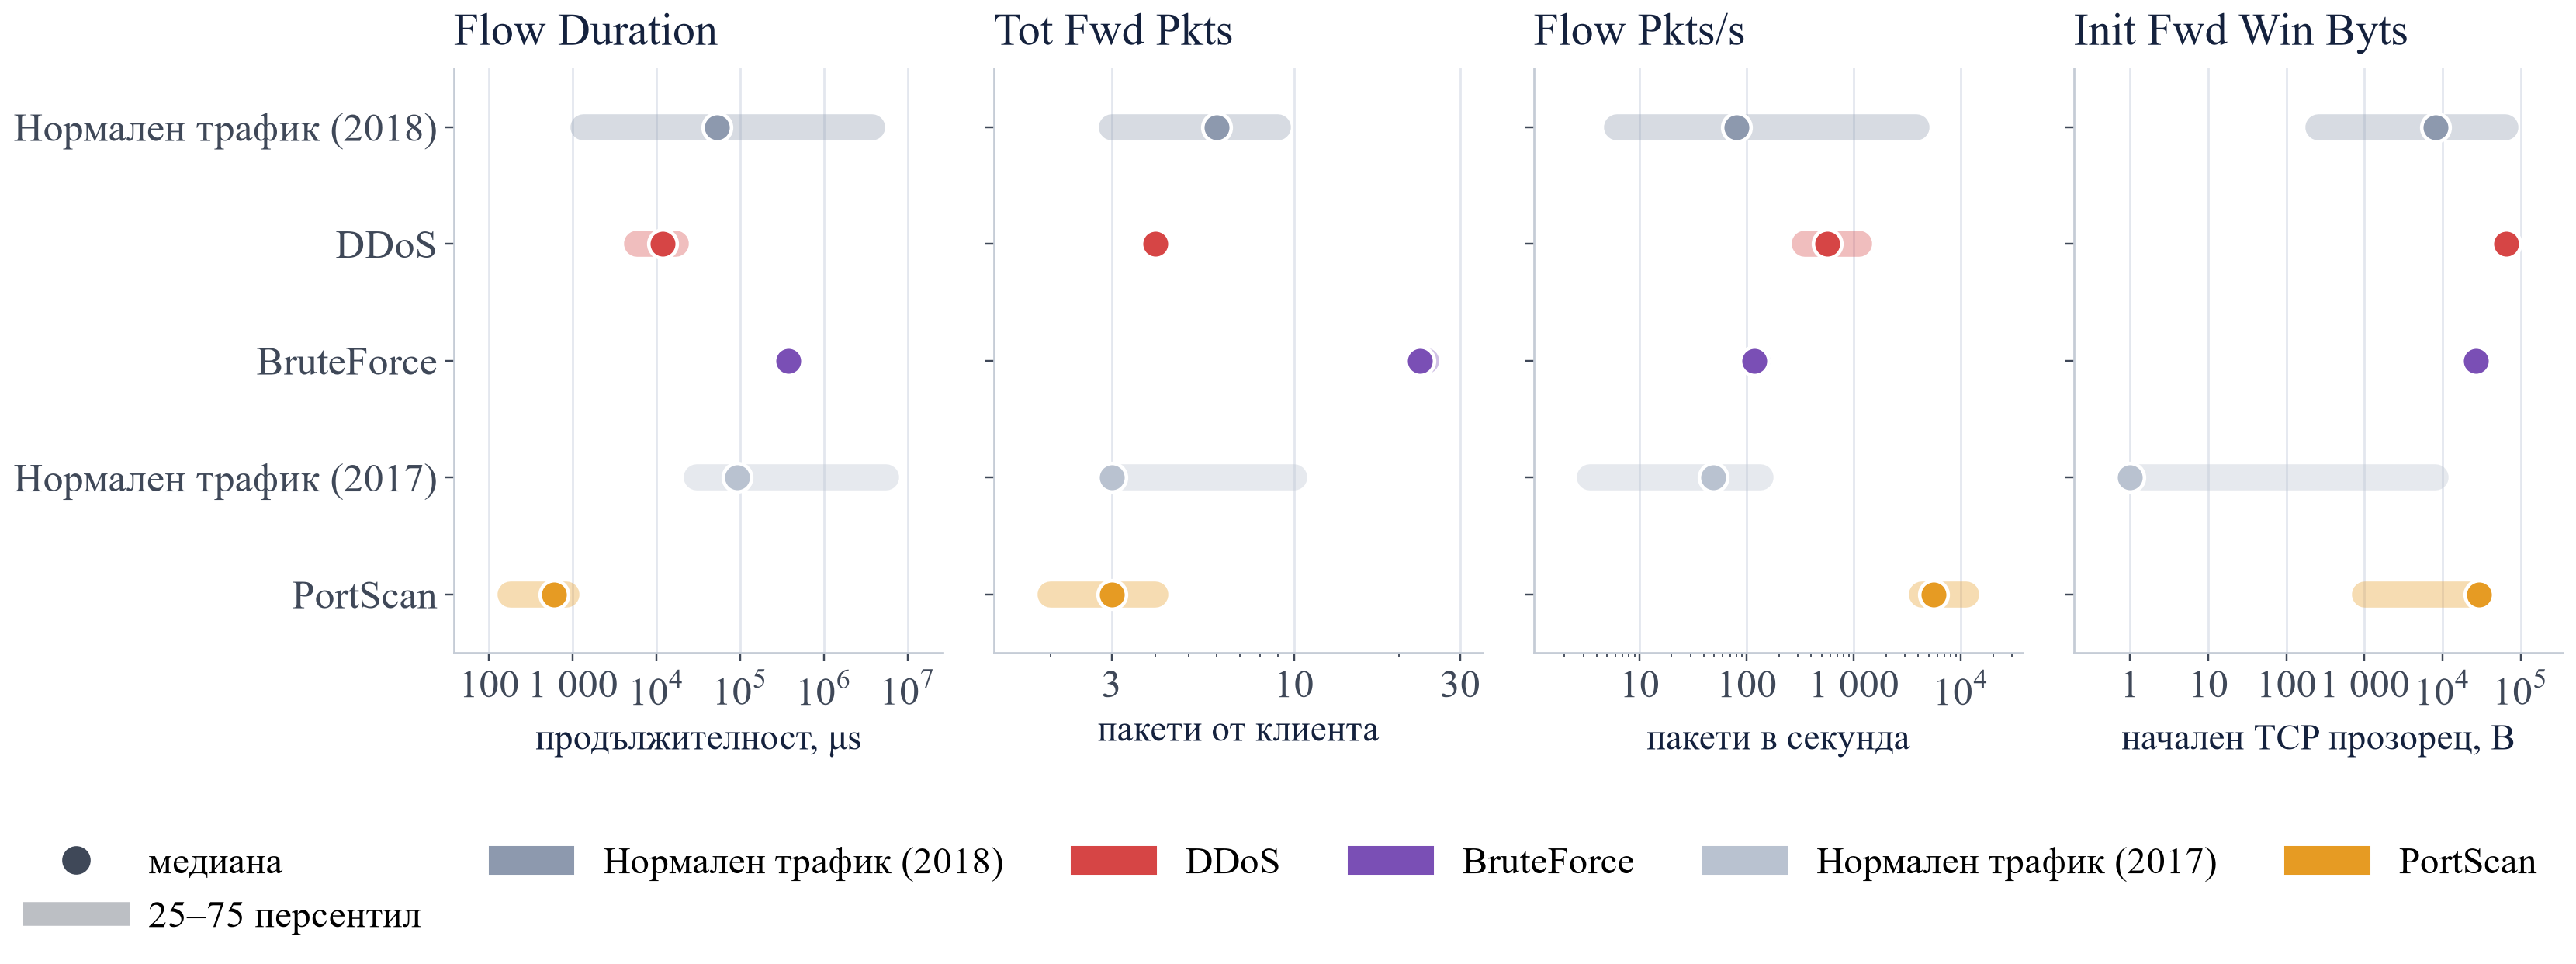 Flow Duration
Tot Fwd Pkts
Flow Pkts/s
Init Fwd Win Byts
Нормален трафик (2018)
DDoS
BruteForce
Нормален трафик (2017)
PortScan
100 1 000 10⁴ 10⁵ 10⁶ 10⁷
3 10 30
10 100 1 000 10⁴
1 10 100 1 000 10⁴ 10⁵
продължителност, μs
пакети от клиента
пакети в секунда
начален TCP прозорец, B
медиана
25–75 персентил
Нормален трафик (2018)
DDoS
BruteForce
Нормален трафик (2017)
PortScan